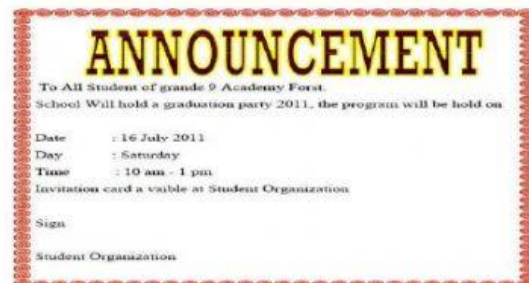 ANNOUNCEMENT
To All Student of grande 9 Academy Forst.
School Will hold a graduation party 2011, the program will be hold on
Date : 16 July 2011
Day : Saturday
Time : 10 am - 1 pm
Invitation card a vaible at Student Organization
Sign
Student Organization